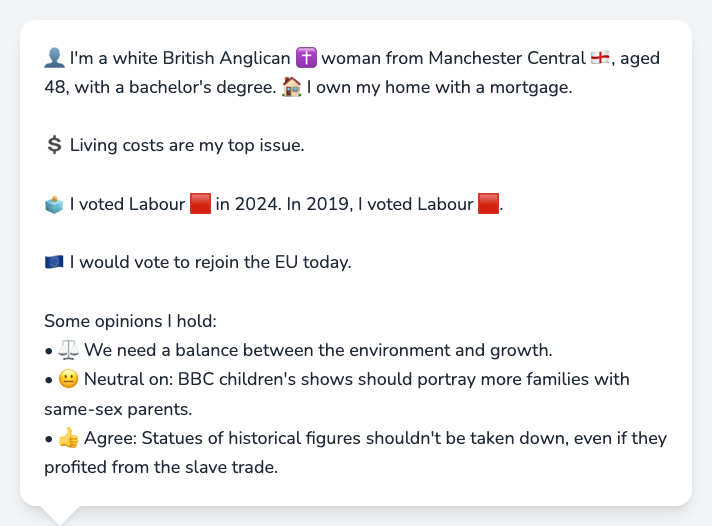 👤 I'm a white British Anglican ✝️ woman from Manchester Central 🏴󠁧󠁢󠁥󠁮󠁧󠁿, aged
48, with a bachelor's degree. 🏠 I own my home with a mortgage.
💲 Living costs are my top issue.
🗳️ I voted Labour 🟥 in 2024. In 2019, I voted Labour 🟥.
🇪🇺 I would vote to rejoin the EU today.
Some opinions I hold:
• ⚖️ We need a balance between the environment and growth.
• 😐 Neutral on: BBC children's shows should portray more families with
same-sex parents.
• 👍 Agree: Statues of historical figures shouldn't be taken down, even if they
profited from the slave trade.